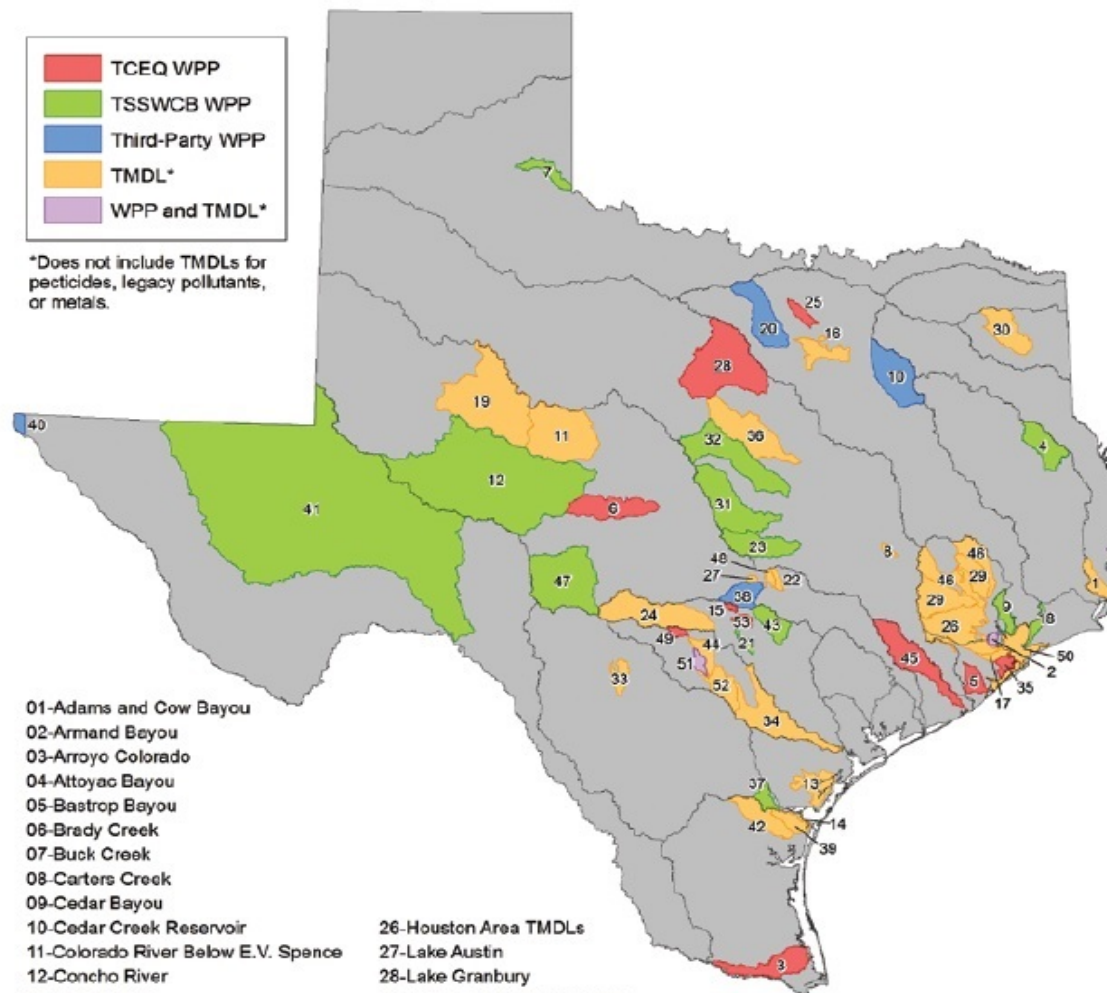 TCEQ WPP
TSSWCB WPP
Third-Party WPP
TMDL*
WPP and TMDL*
*Does not include TMDLs for
pesticides, legacy pollutants,
or metals.
7
25
20
16
30
28
10
19
11
36
32
4
40
12
6
31
41
23
48
8
46
47
27
22
46
29
1
38
29
9
24
15
53
43
26
18
49
21
44
45
50
51
2
33
52
5
35
17
34
13
37
14
42
39
3
01-Adams and Cow Bayou
02-Armand Bayou
03-Arroyo Colorado
04-Attoyac Bayou
05-Bastrop Bayou
06-Brady Creek
07-Buck Creek
08-Carters Creek
09-Cedar Bayou
10-Cedar Creek Reservoir
11-Colorado River Below E.V. Spence
12-Concho River
26-Houston Area TMDLs
27-Lake Austin
28-Lake Granbury